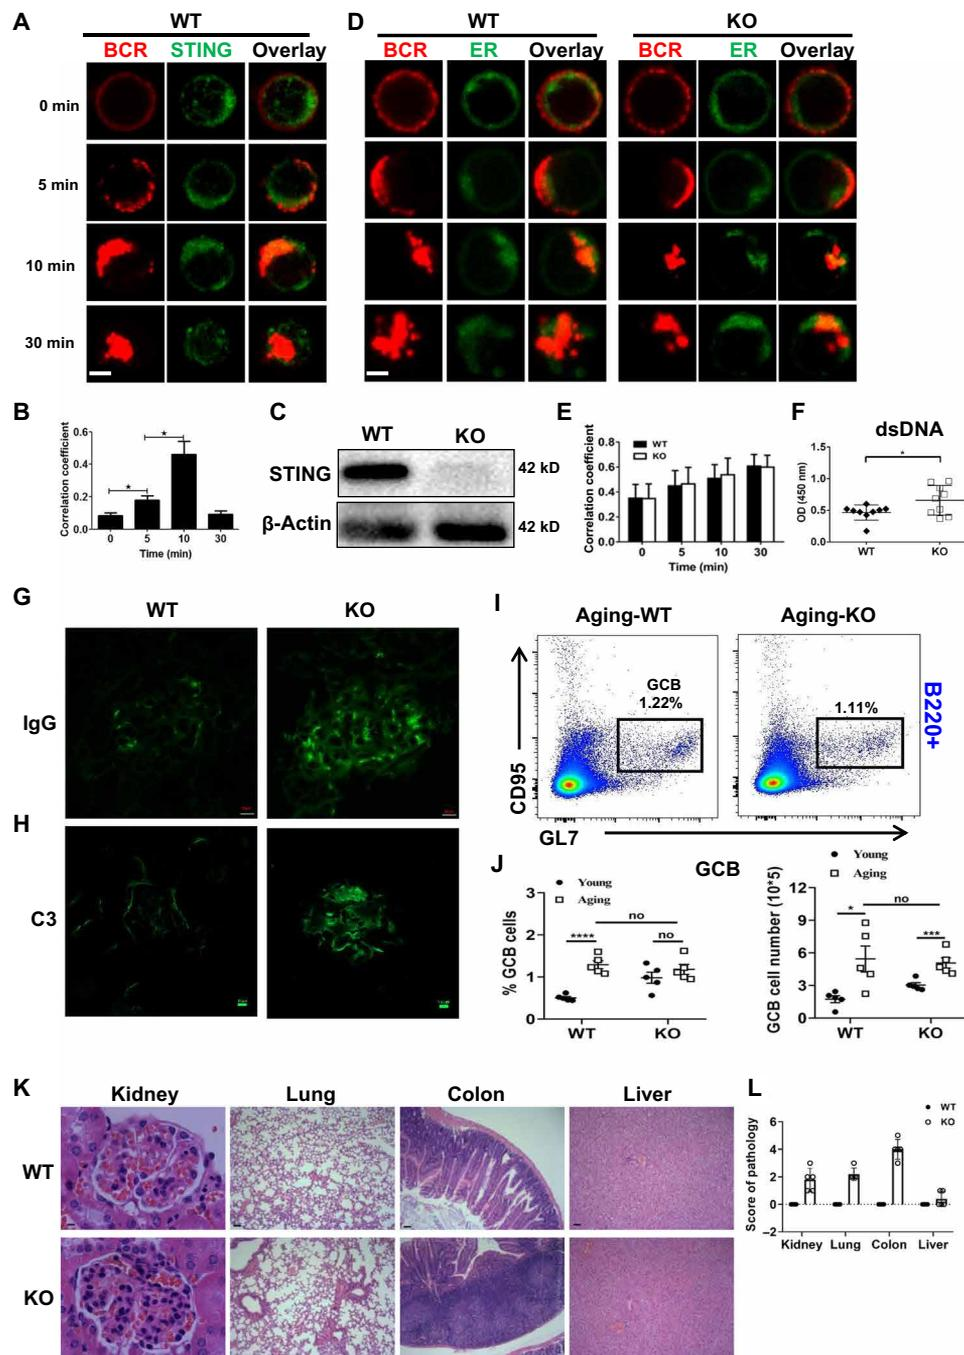 A
WT
BCR STING Overlay
0 min
5 min
10 min
30 min
D
WT KO
BCR ER Overlay BCR ER Overlay
B
Correlation coefficient
0.6
0.4
0.2
0.0
0 5 10 30
Time (min)
* *
C
WT KO
STING 42 kD
β-Actin 42 kD
E
Correlation coefficient
0.8
0.6
0.4
0.2
0.0
WT
KO
0 5 10 30
Time (min)
F
dsDNA
OD (450 nm)
1.5
1.0
0.5
0.0
*
WT KO
G
WT KO
IgG
H
C3
I
Aging-WT Aging-KO
GCB
1.22%
1.11%
B220+
CD95
GL7
J
GCB
Young
Aging
% GCB cells
3
2
1
0
no
**** no
WT KO
Young
Aging
GCB cell number (10*5)
12
9
6
3
0
no
* ***
WT KO
K
Kidney Lung Colon Liver
WT
KO
L
WT
KO
Score of pathology
6
4
2
0
−2
Kidney Lung Colon Liver